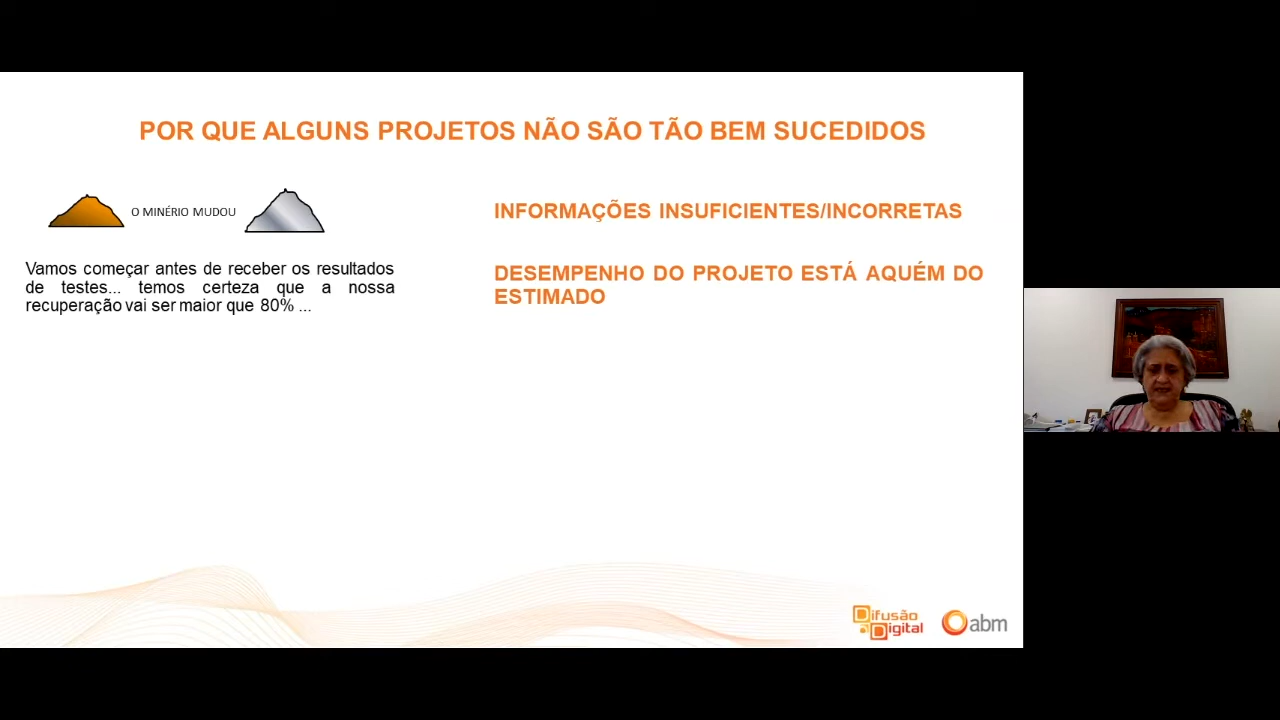 POR QUE ALGUNS PROJETOS NÃO SÃO TÃO BEM SUCEDIDOS
O MINÉRIO MUDOU
Vamos começar antes de receber os resultados
de testes... temos certeza que a nossa
recuperação vai ser maior que 80% ...
INFORMAÇÕES INSUFICIENTES/INCORRETAS
DESEMPENHO DO PROJETO ESTÁ AQUÉM DO
ESTIMADO
Difusão
Digital
abm